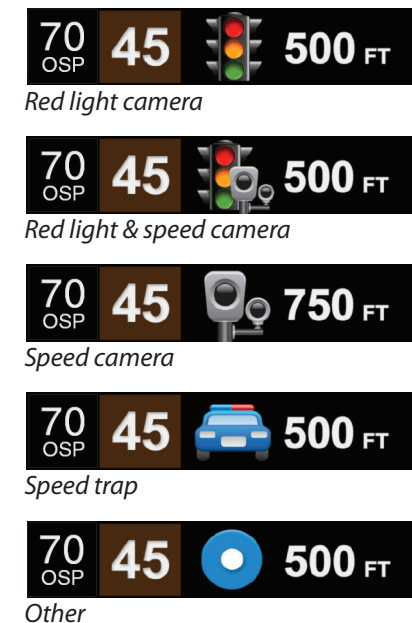 70 OSP 45 500 FT
Red light camera
70 OSP 45 500 FT
Red light & speed camera
70 OSP 45 750 FT
Speed camera
70 OSP 45 500 FT
Speed trap
70 OSP 45 500 FT
Other